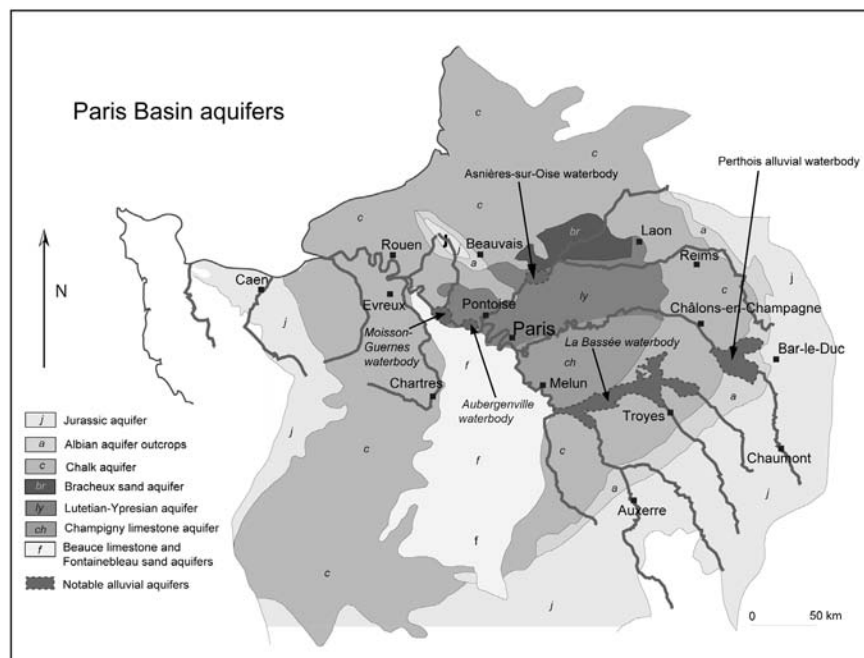 Paris Basin aquifers
c
c
Perthois alluvial waterbody
Asnières-sur-Oise waterbody
c
c
br
Laon
a
Rouen
j
j
Beauvais
a
Reims
j
N
Caen
Evreux
ly
c
Pontoise
Châlons-en-Champagne
j
Moisson-
Guernes
waterbody
Paris
La Bassée waterbody
Bar-le-Duc
f
ch
Chartres
Melun
Aubergenville
waterbody
a
Troyes
j Jurassic aquifer
a Albian aquifer outcrops
c Chalk aquifer
br Bracheux sand aquifer
ly Lutetian-Ypresian aquifer
ch Champigny limestone aquifer
f Beauce limestone and
Fontainebleau sand aquifers
Notable alluvial aquifers
c
f
c
Chaumont
a
j
Auxerre
f
c
j
0 50 km